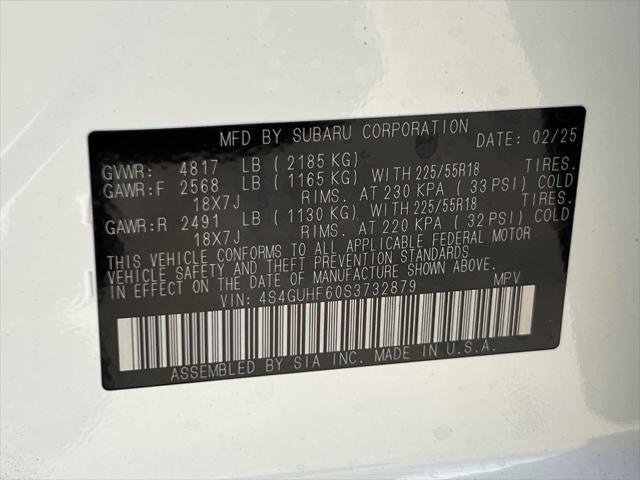 MFD BY SUBARU CORPORATION DATE: 02/25
GVWR: 4817 LB (2185 KG)
GAWR:F 2568 LB (1165 KG) WITH 225/55R18 TIRES.
18X7J RIMS. AT 230 KPA (33 PSI) COLD
GAWR:R 2491 LB (1130 KG) WITH 225/55R18 TIRES.
18X7J RIMS. AT 220 KPA (32 PSI) COLD
THIS VEHICLE CONFORMS TO ALL APPLICABLE FEDERAL MOTOR
VEHICLE SAFETY AND THEFT PREVENTION STANDARDS
IN EFFECT ON THE DATE OF MANUFACTURE SHOWN ABOVE.
VIN: 4S4GUHF60S3732879 MPV
ASSEMBLED BY SIA INC. MADE IN U.S.A.